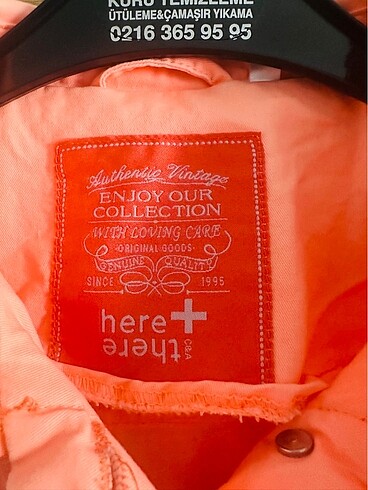 KURU TEMİZLEME
ÜTÜLEME&ÇAMAŞIR YIKAMA
0216 365 95 95
Authentic Vintage
ENJOY OUR
COLLECTION
WITH LOVING CARE
·ORIGINAL GOODS·
GENUINE QUALITY
SINCE 1995
here+
there
C&A